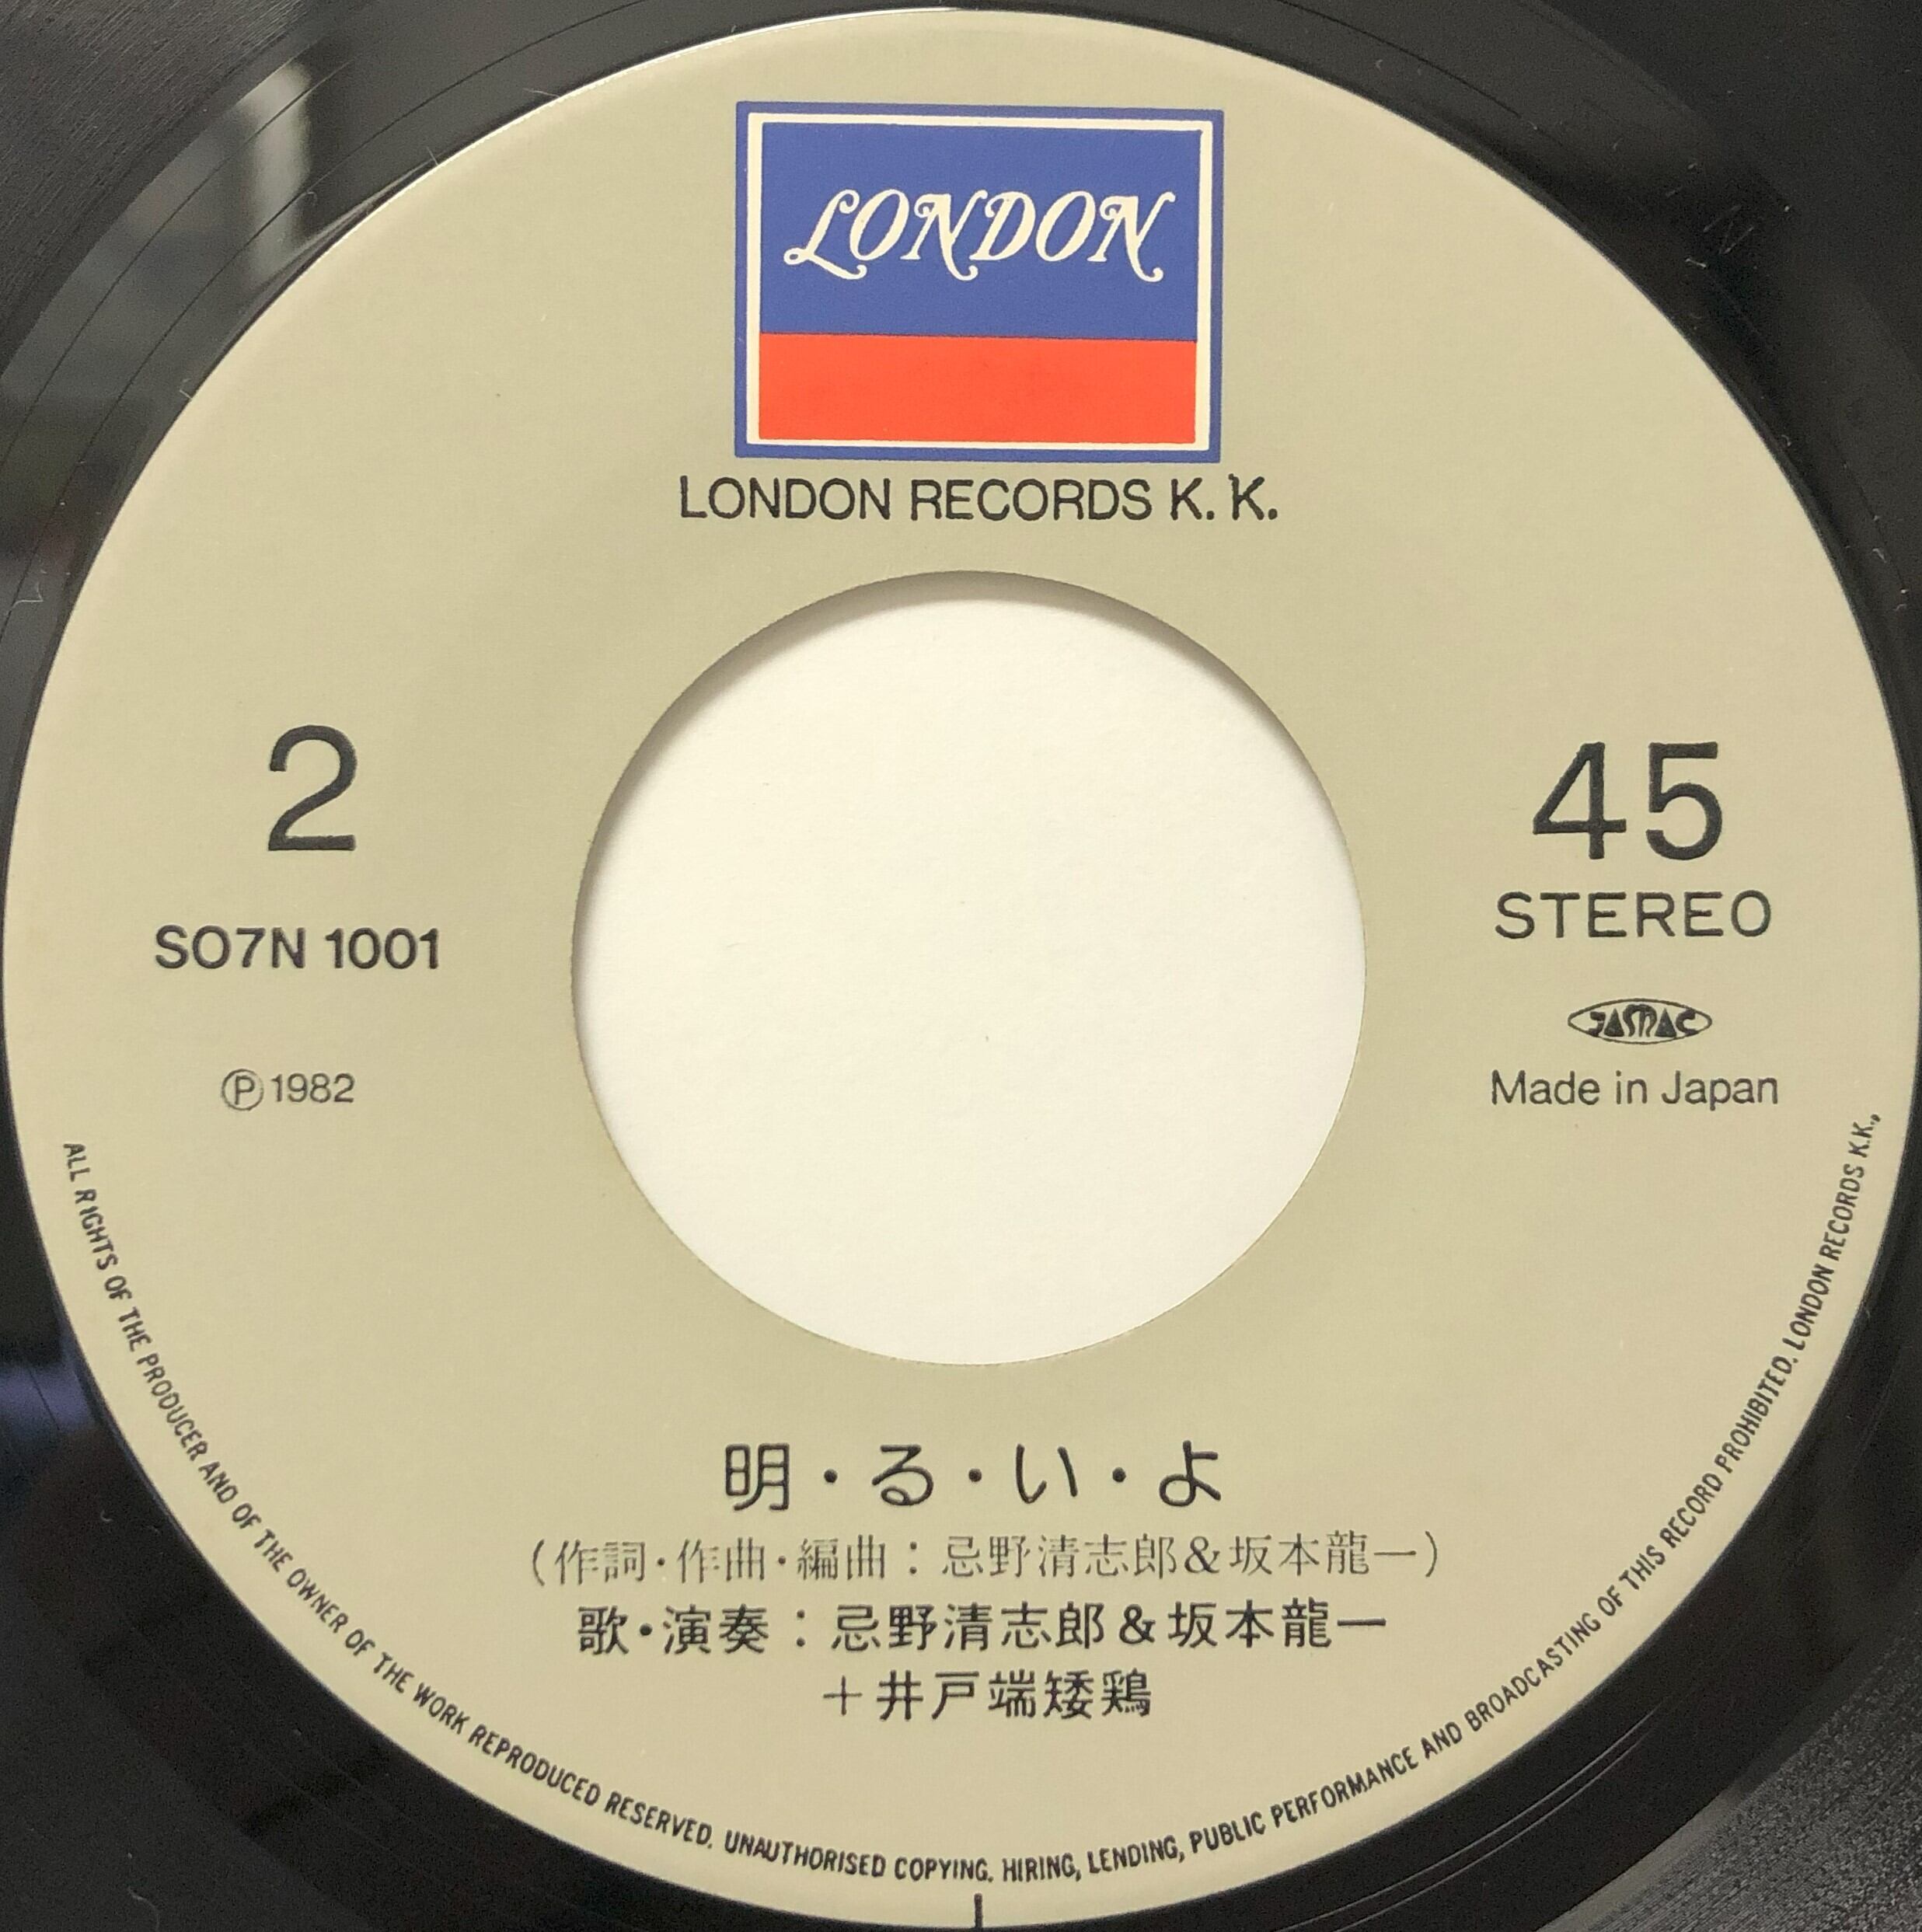 LONDON
LONDON RECORDS K. K.
2
45
STEREO
SO7N 1001
JASRAC
Ⓟ1982
Made in Japan
明・る・い・よ
（作詞・作曲・編曲：忌野清志郎＆坂本龍一）
歌・演奏：忌野清志郎＆坂本龍一
＋井戸端矮鶏
ALL RIGHTS OF THE PRODUCER AND OF THE OWNER OF THE WORK REPRODUCED RESERVED. UNAUTHORISED COPYING. HIRING, LENDING, PUBLIC PERFORMANCE AND BROADCASTING OF THIS RECORD PROHIBITED. LONDON RECORDS K.K.,